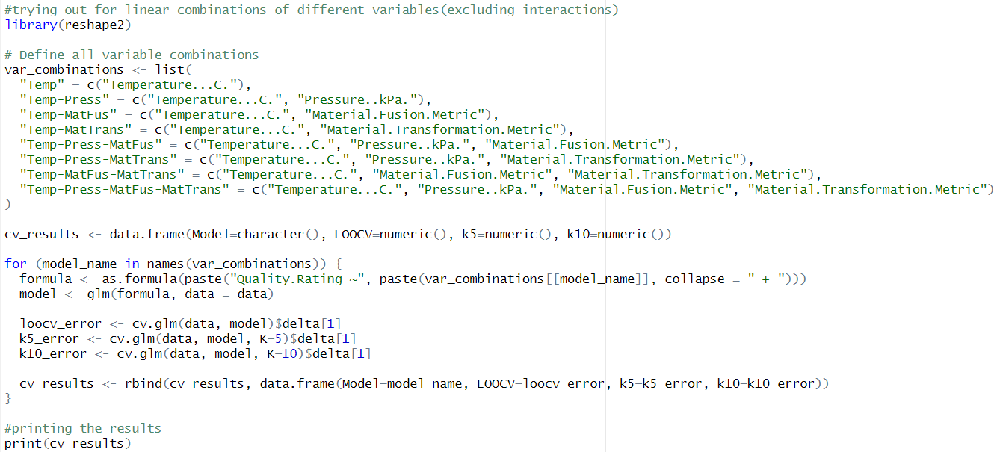 #trying out for linear combinations of different variables(excluding interactions)
library(reshape2)

# Define all variable combinations
var_combinations <- list(
  "Temp" = c("Temperature...C."),
  "Temp-Press" = c("Temperature...C.", "Pressure..kPa."),
  "Temp-MatFus" = c("Temperature...C.", "Material.Fusion.Metric"),
  "Temp-MatTrans" = c("Temperature...C.", "Material.Transformation.Metric"),
  "Temp-Press-MatFus" = c("Temperature...C.", "Pressure..kPa.", "Material.Fusion.Metric"),
  "Temp-Press-MatTrans" = c("Temperature...C.", "Pressure..kPa.", "Material.Transformation.Metric"),
  "Temp-MatFus-MatTrans" = c("Temperature...C.", "Material.Fusion.Metric", "Material.Transformation.Metric"),
  "Temp-Press-MatFus-MatTrans" = c("Temperature...C.", "Pressure..kPa.", "Material.Fusion.Metric", "Material.Transformation.Metric")
)

cv_results <- data.frame(Model=character(), LOOCV=numeric(), k5=numeric(), k10=numeric())

for (model_name in names(var_combinations)) {
  formula <- as.formula(paste("Quality.Rating ~", paste(var_combinations[[model_name]], collapse = " + ")))
  model <- glm(formula, data = data)

  loocv_error <- cv.glm(data, model)$delta[1]
  k5_error <- cv.glm(data, model, K=5)$delta[1]
  k10_error <- cv.glm(data, model, K=10)$delta[1]

  cv_results <- rbind(cv_results, data.frame(Model=model_name, LOOCV=loocv_error, k5=k5_error, k10=k10_error))
}

#printing the results
print(cv_results)